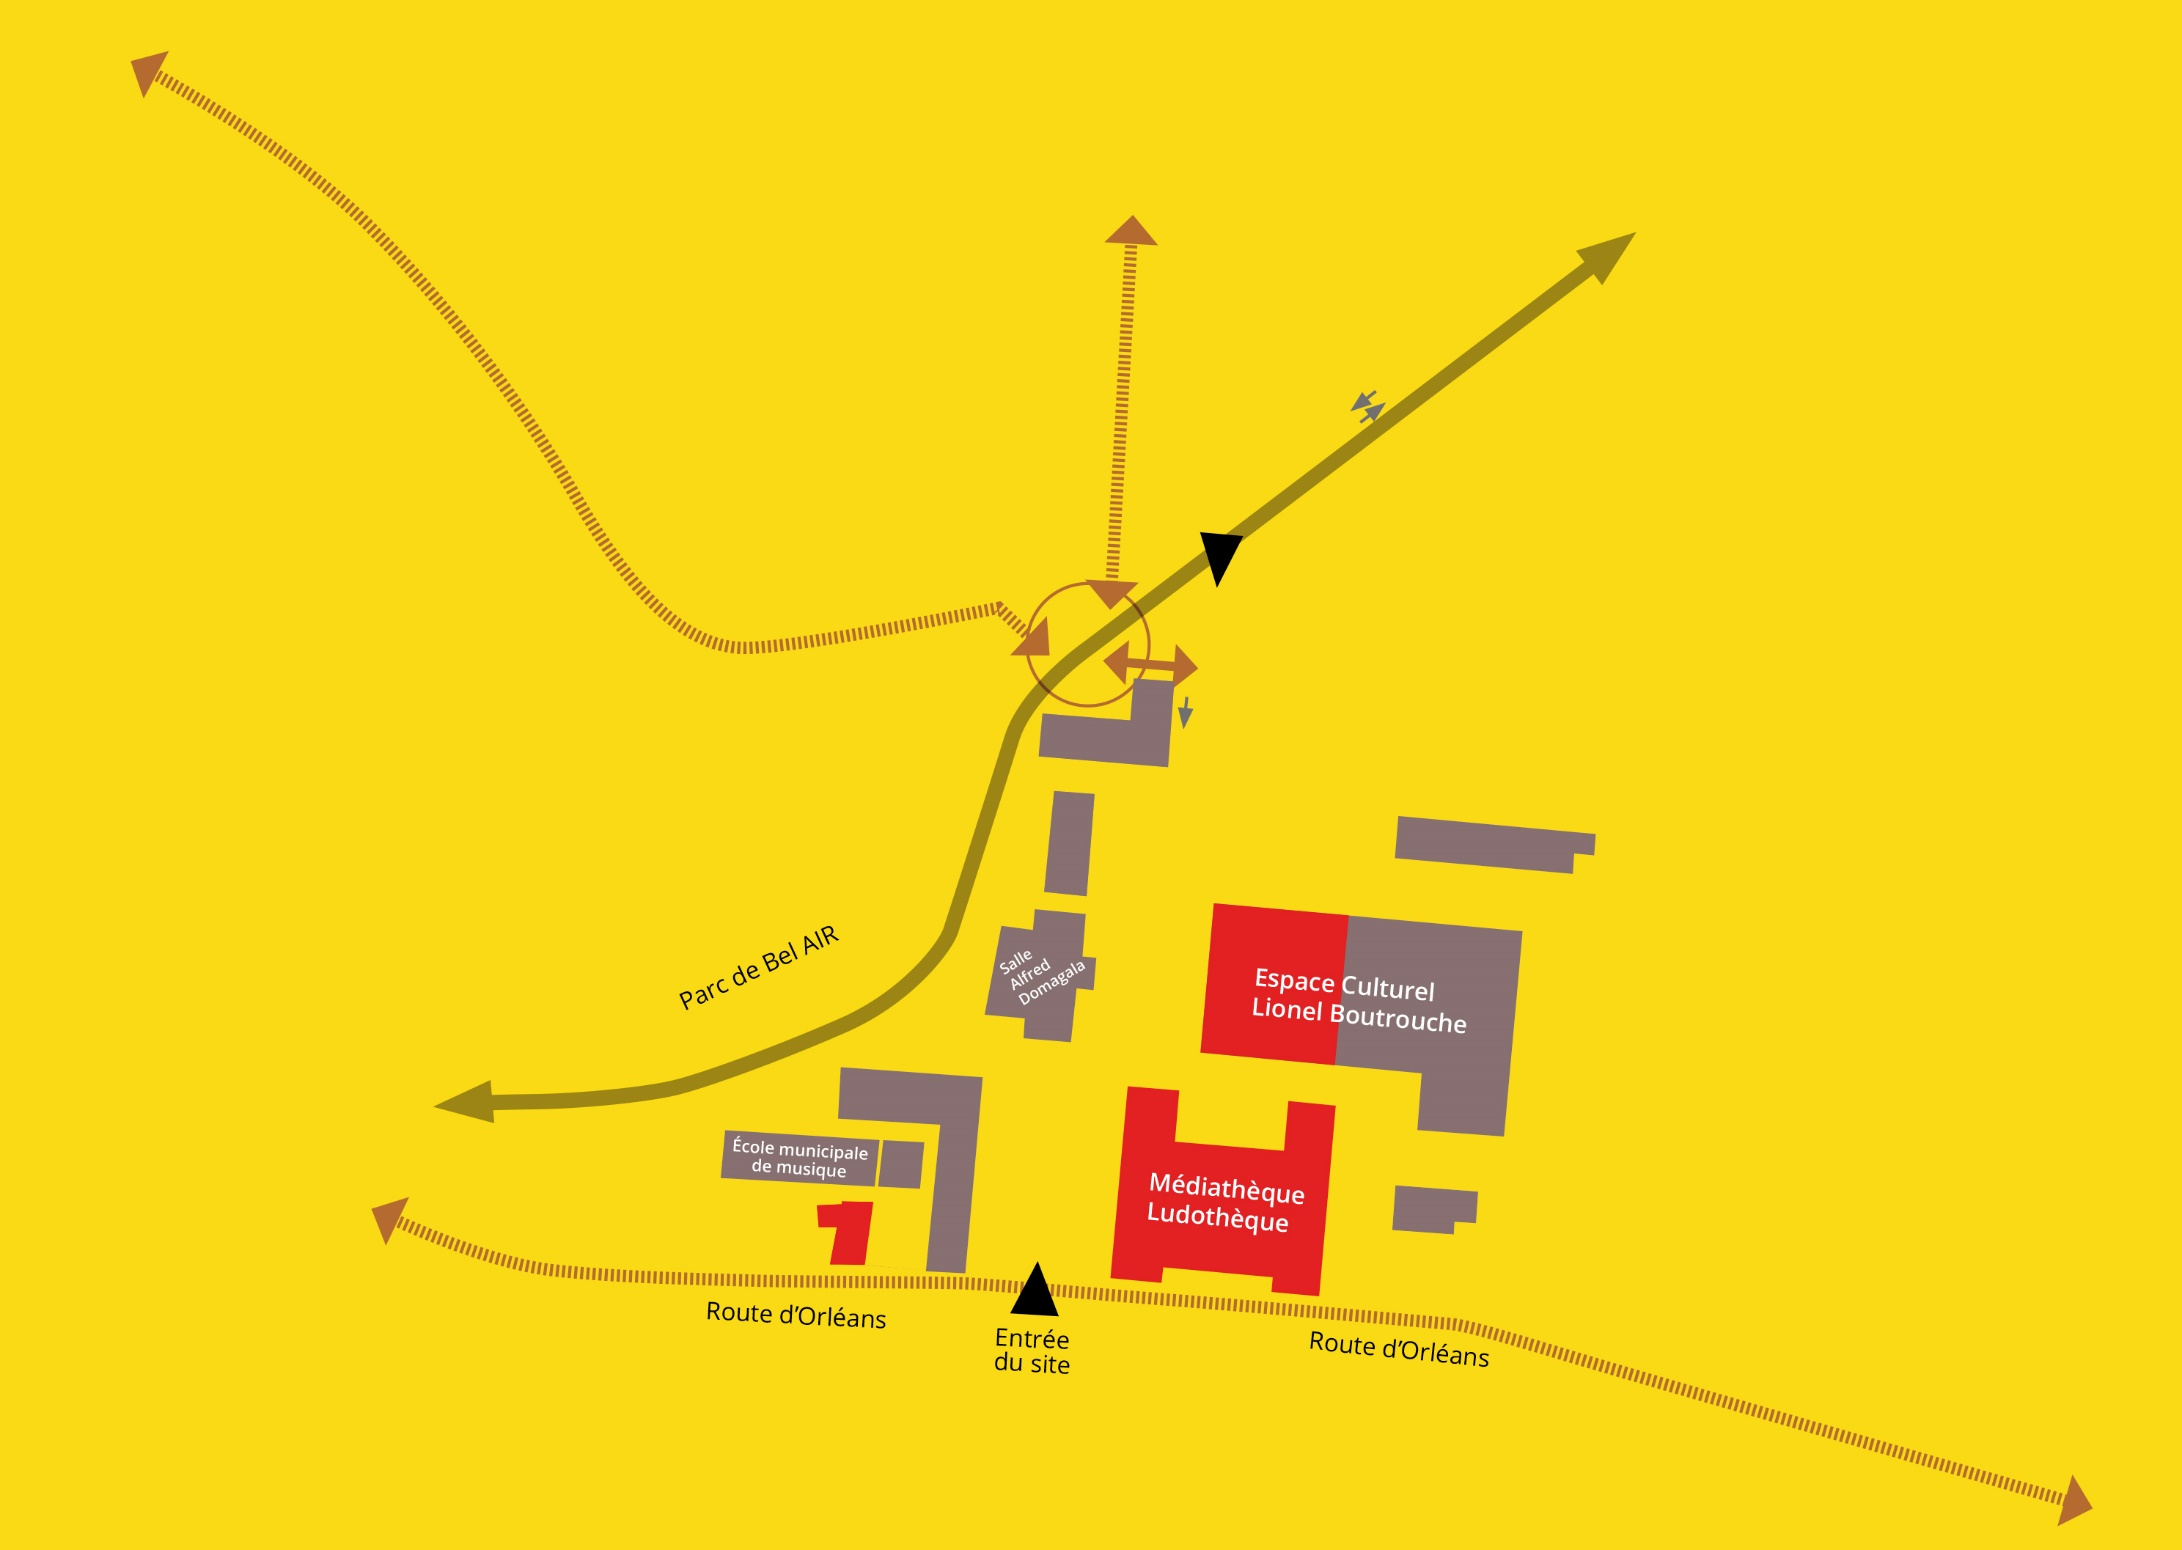 Parc de Bel AIR
Salle
Alfred
Domagala
Espace Culturel
Lionel Boutrouche
École municipale
de musique
Médiathèque
Ludothèque
Route d’Orléans
Entrée
du site
Route d’Orléans